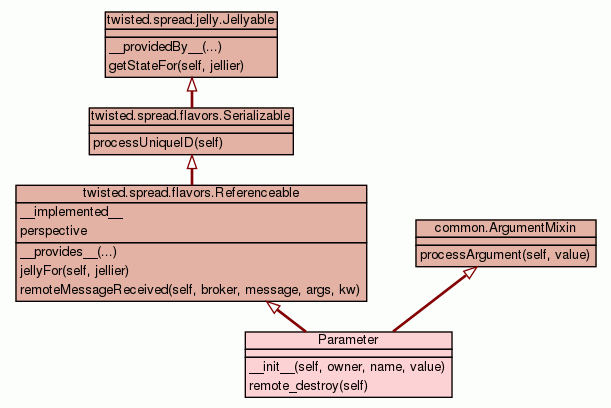 twisted.spread.jelly.Jellyable
__providedBy__(...)
getStateFor(self, jellier)
twisted.spread.flavors.Serializable
processUniqueID(self)
twisted.spread.flavors.Referenceable
__implemented__
perspective
__provides__(...)
jellyFor(self, jellier)
remoteMessageReceived(self, broker, message, args, kw)
common.ArgumentMixin
processArgument(self, value)
Parameter
__init__(self, owner, name, value)
remote_destroy(self)